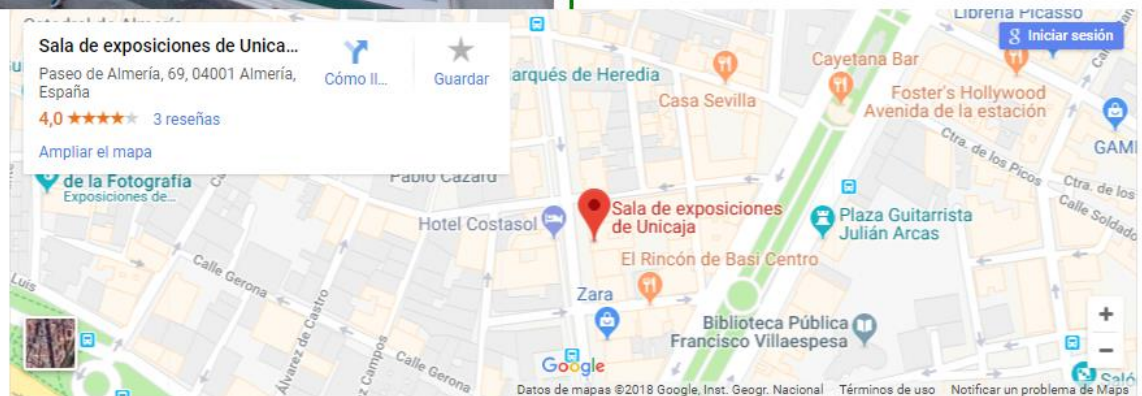 Librería Picasso
Iniciar sesión
Sala de exposiciones de Unica...
Paseo de Almería, 69, 04001 Almería,
España
4,0
3 reseñas
Ampliar el mapa
Cómo ll...
Guardar
arqués de Heredia
Casa Sevilla
Cayetana Bar
Foster's Hollywood
Avenida de la estación
GAM
Ctra. de los Picos
Ctra. de los
Calle Soldado
de la Fotografía
Exposiciones de...
Pablo Cazard
Hotel Costasol
Sala de exposiciones
de Unicaja
Plaza Guitarrista
Julián Arcas
El Rincón de Basi Centro
Zara
Biblioteca Pública
Francisco Villaespesa
Calle Gerona
Luis
Álvarez de Castro
z Campos
Calle Gerona
Google
+
−
Saló
Datos de mapas ©2018 Google, Inst. Geogr. Nacional
Términos de uso
Notificar un problema de Maps